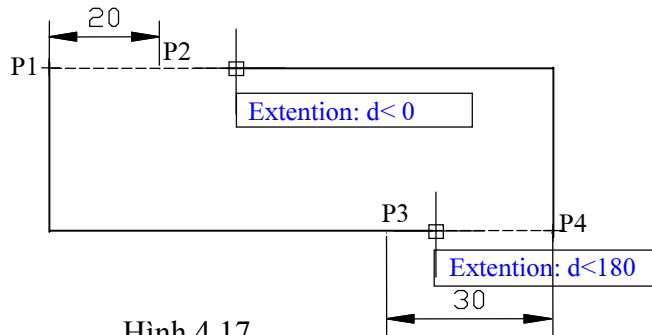 20
P2
P1
Extention: d< 0
P3
P4
Extention: d<180
30
Hình 4.17